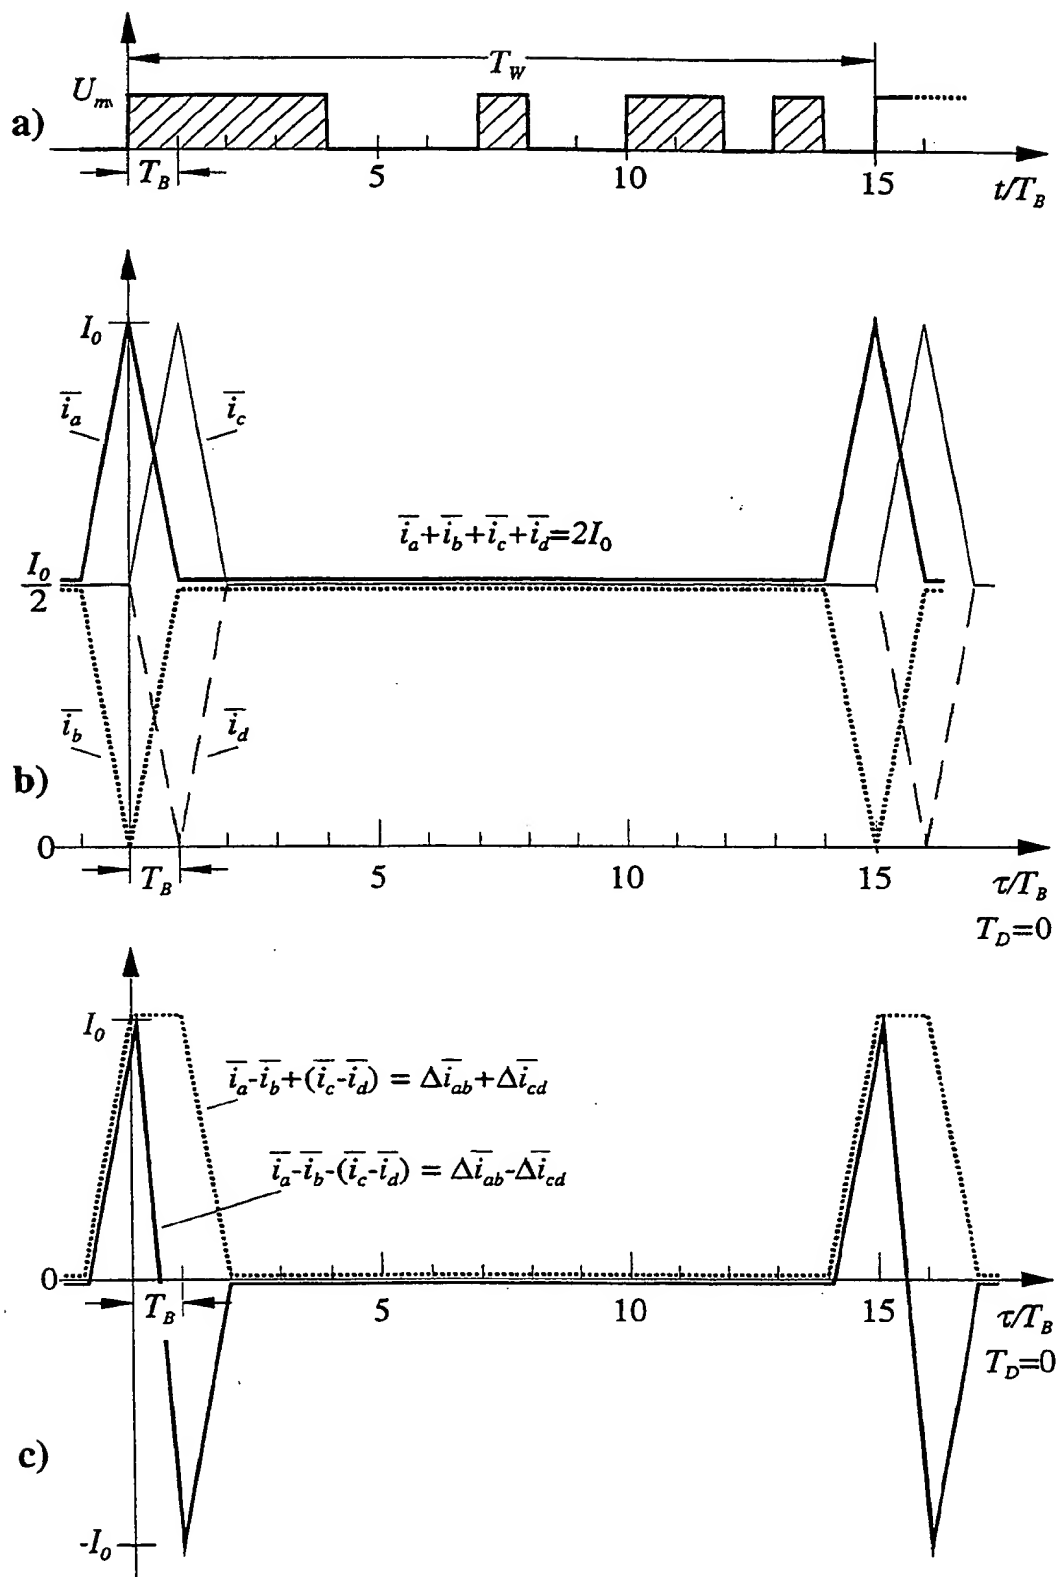 T_W
U_m
a)
T_B
5 10 15
t/T_B
I_0
i̅_a i̅_c
i̅_a+i̅_b+i̅_c+i̅_d=2I_0
I_0/2
i̅_b i̅_d
b)
0
T_B
5 10 15
τ/T_B
T_D=0
I_0
i̅_a-i̅_b+(i̅_c-i̅_d) = Δi̅_ab+Δi̅_cd
i̅_a-i̅_b-(i̅_c-i̅_d) = Δi̅_ab-Δi̅_cd
0
T_B
5 10 15
τ/T_B
T_D=0
c)
-I_0